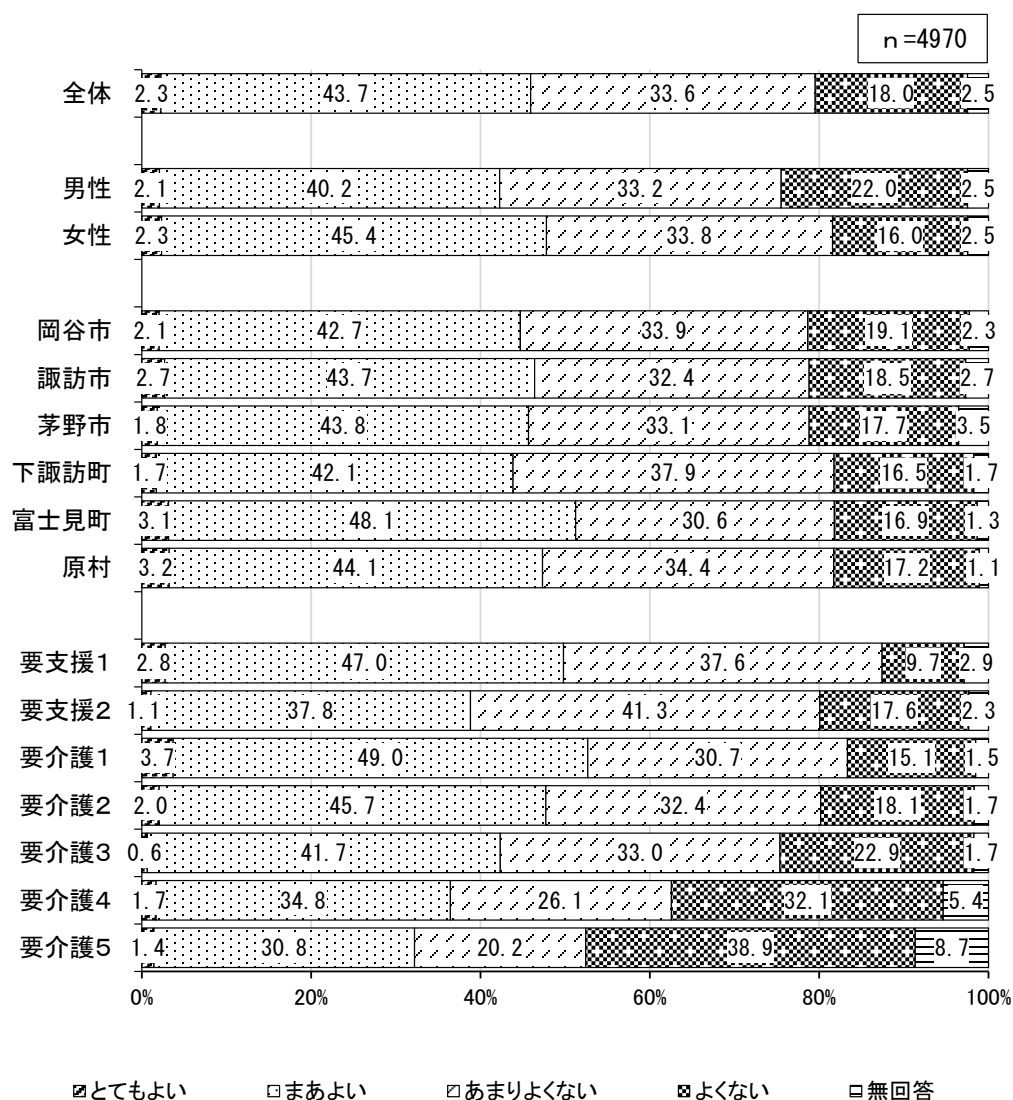 n=4970
全体 2.3 43.7 33.6 18.0 2.5
男性 2.1 40.2 33.2 22.0 2.5
女性 2.3 45.4 33.8 16.0 2.5
岡谷市 2.1 42.7 33.9 19.1 2.3
諏訪市 2.7 43.7 32.4 18.5 2.7
茅野市 1.8 43.8 33.1 17.7 3.5
下諏訪町 1.7 42.1 37.9 16.5 1.7
富士見町 3.1 48.1 30.6 16.9 1.3
原村 3.2 44.1 34.4 17.2 1.1
要支援1 2.8 47.0 37.6 9.7 2.9
要支援2 1.1 37.8 41.3 17.6 2.3
要介護1 3.7 49.0 30.7 15.1 1.5
要介護2 2.0 45.7 32.4 18.1 1.7
要介護3 0.6 41.7 33.0 22.9 1.7
要介護4 1.7 34.8 26.1 32.1 5.4
要介護5 1.4 30.8 20.2 38.9 8.7
0% 20% 40% 60% 80% 100%
とてもよい まあよい あまりよくない よくない 無回答